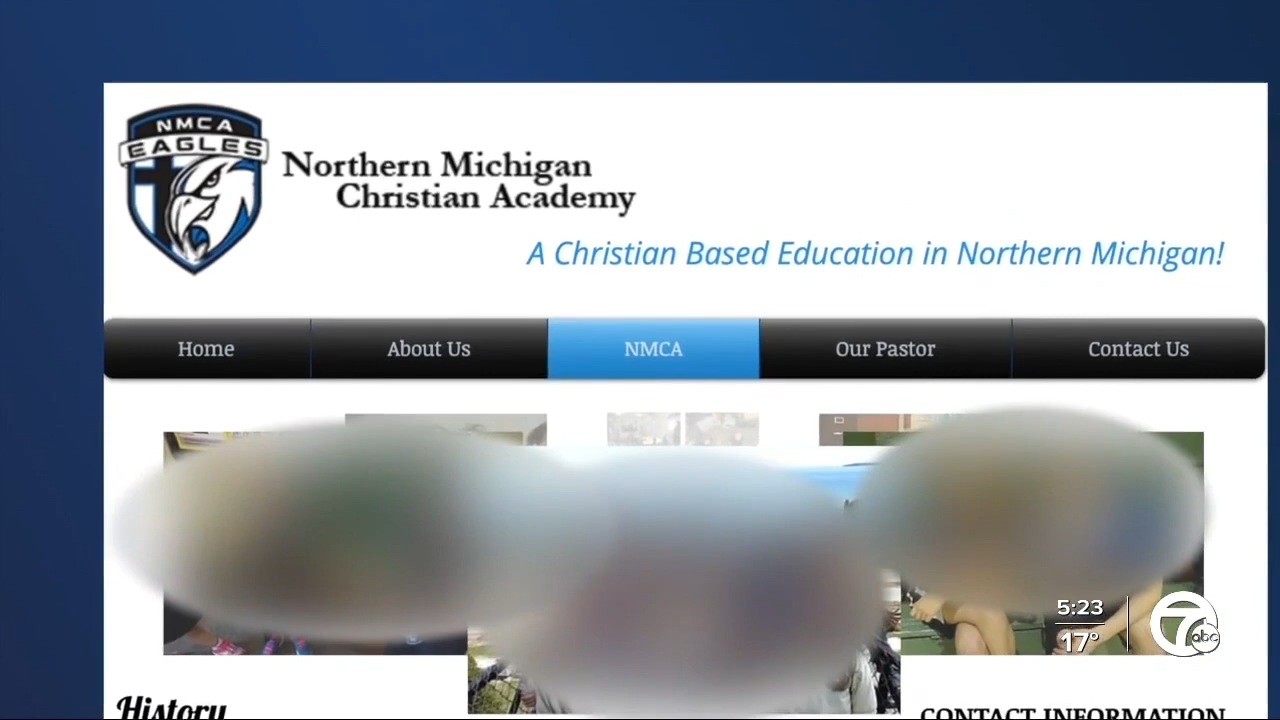 NMCA
EAGLES
Northern Michigan
Christian Academy
A Christian Based Education in Northern Michigan!
Home
About Us
NMCA
Our Pastor
Contact Us
5:23
17°
7
abc
History
CONTACT INFORMATION